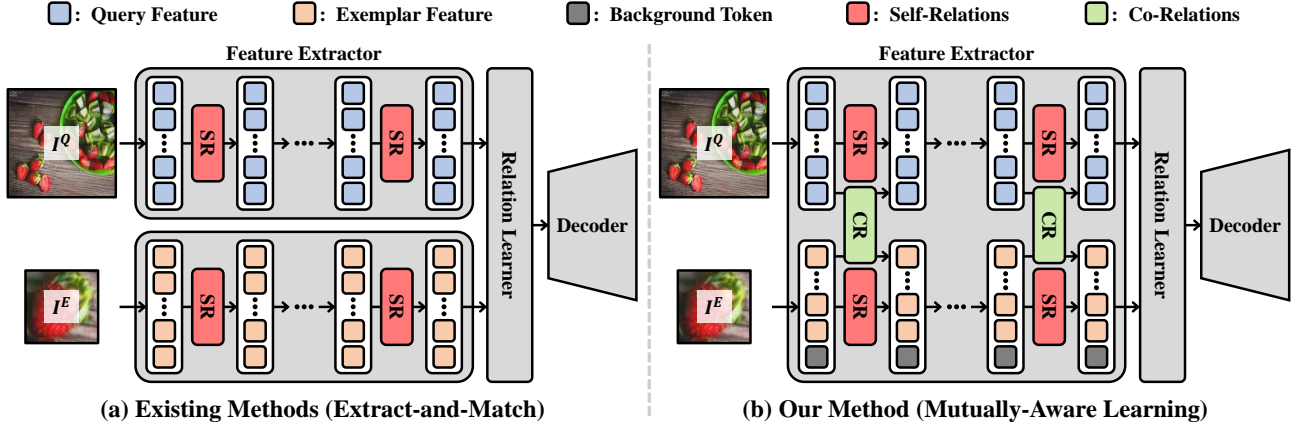 : Query Feature
: Exemplar Feature
: Background Token
: Self-Relations
: Co-Relations
Feature Extractor
I^Q
SR
SR
I^E
SR
SR
Relation Learner
Decoder
(a) Existing Methods (Extract-and-Match)
Feature Extractor
I^Q
SR
SR
CR
CR
I^E
SR
SR
Relation Learner
Decoder
(b) Our Method (Mutually-Aware Learning)